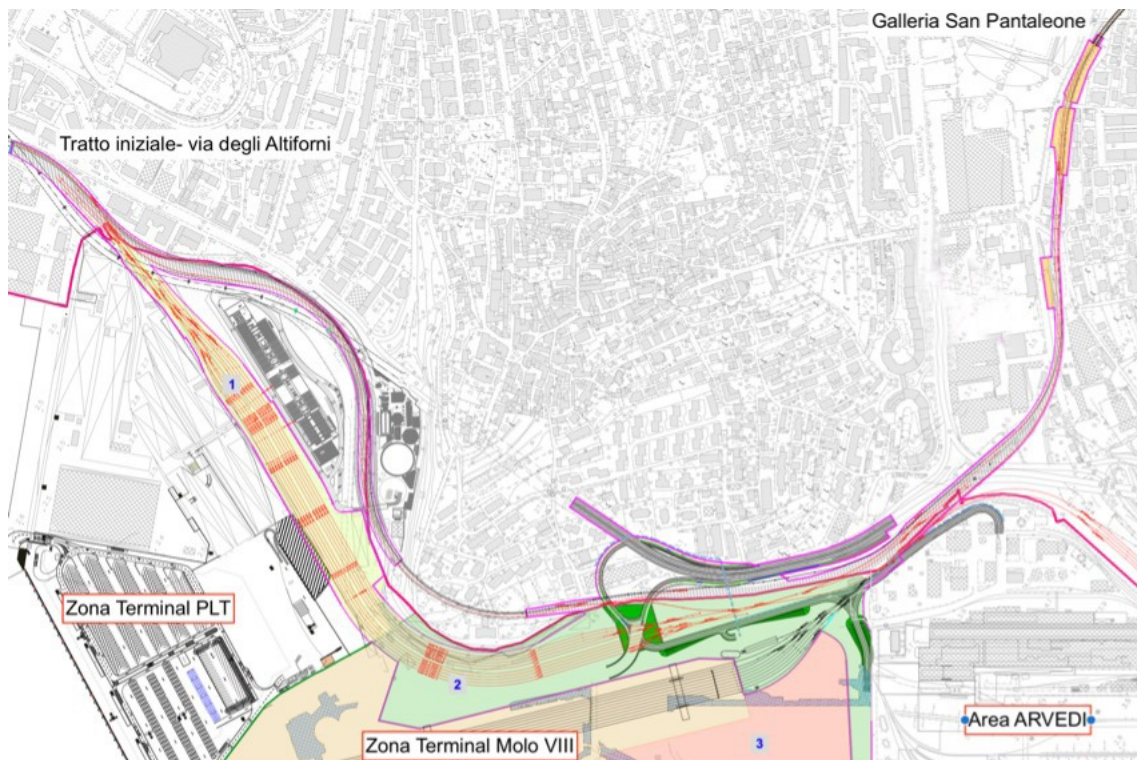 Galleria San Pantaleone
Tratto iniziale- via degli Altiforni
1
Zona Terminal PLT
2
Area ARVEDI
Zona Terminal Molo VIII
3